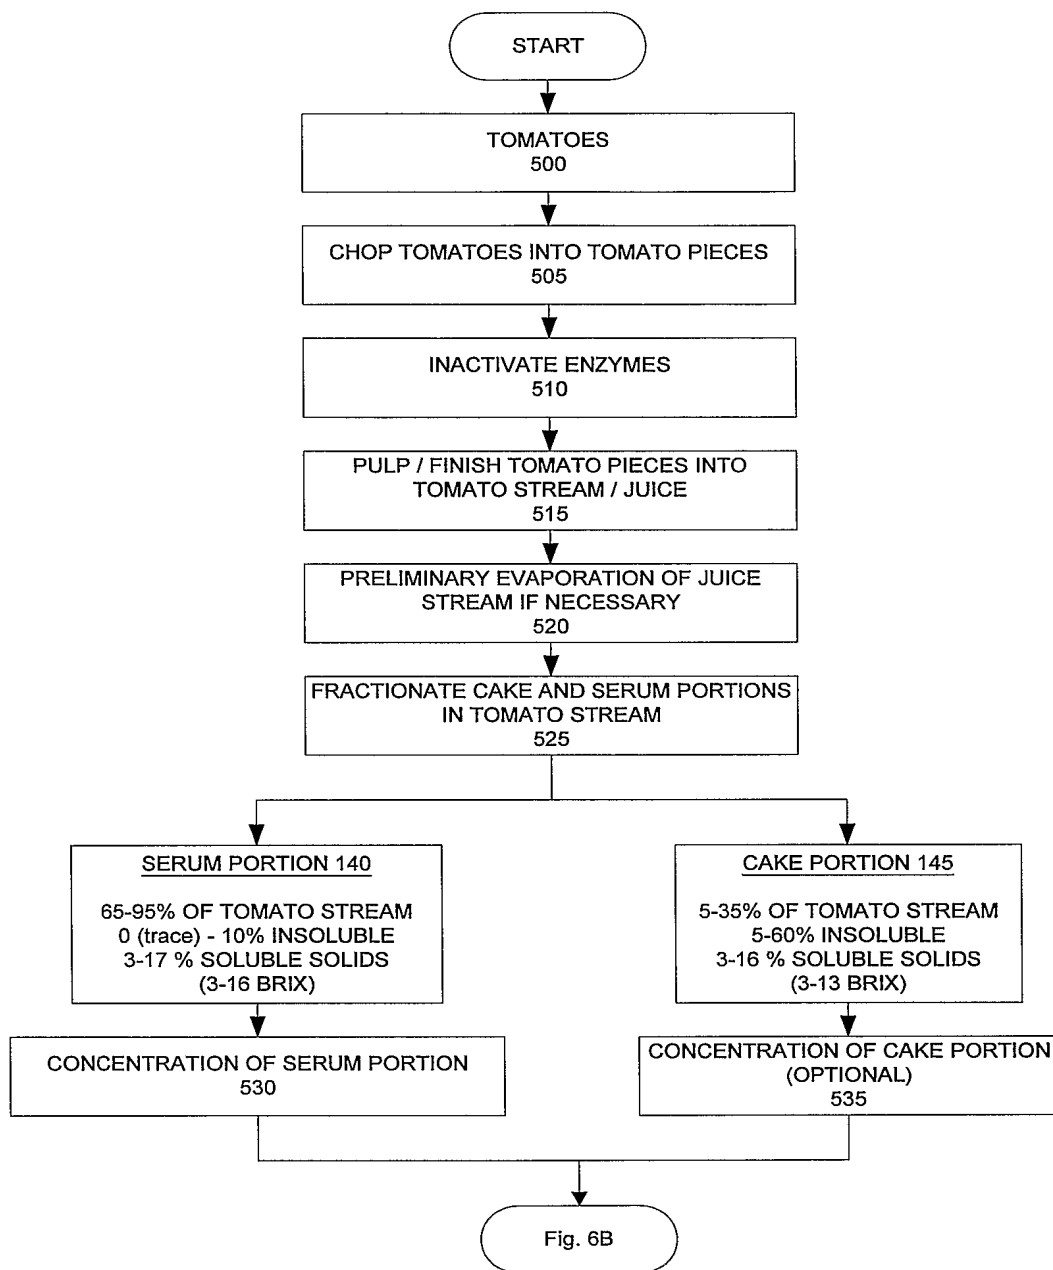 START
TOMATOES
500
CHOP TOMATOES INTO TOMATO PIECES
505
INACTIVATE ENZYMES
510
PULP / FINISH TOMATO PIECES INTO
TOMATO STREAM / JUICE
515
PRELIMINARY EVAPORATION OF JUICE
STREAM IF NECESSARY
520
FRACTIONATE CAKE AND SERUM PORTIONS
IN TOMATO STREAM
525
SERUM PORTION 140
65-95% OF TOMATO STREAM
0 (trace) - 10% INSOLUBLE
3-17 % SOLUBLE SOLIDS
(3-16 BRIX)
CAKE PORTION 145
5-35% OF TOMATO STREAM
5-60% INSOLUBLE
3-16 % SOLUBLE SOLIDS
(3-13 BRIX)
CONCENTRATION OF SERUM PORTION
530
CONCENTRATION OF CAKE PORTION
(OPTIONAL)
535
Fig. 6B